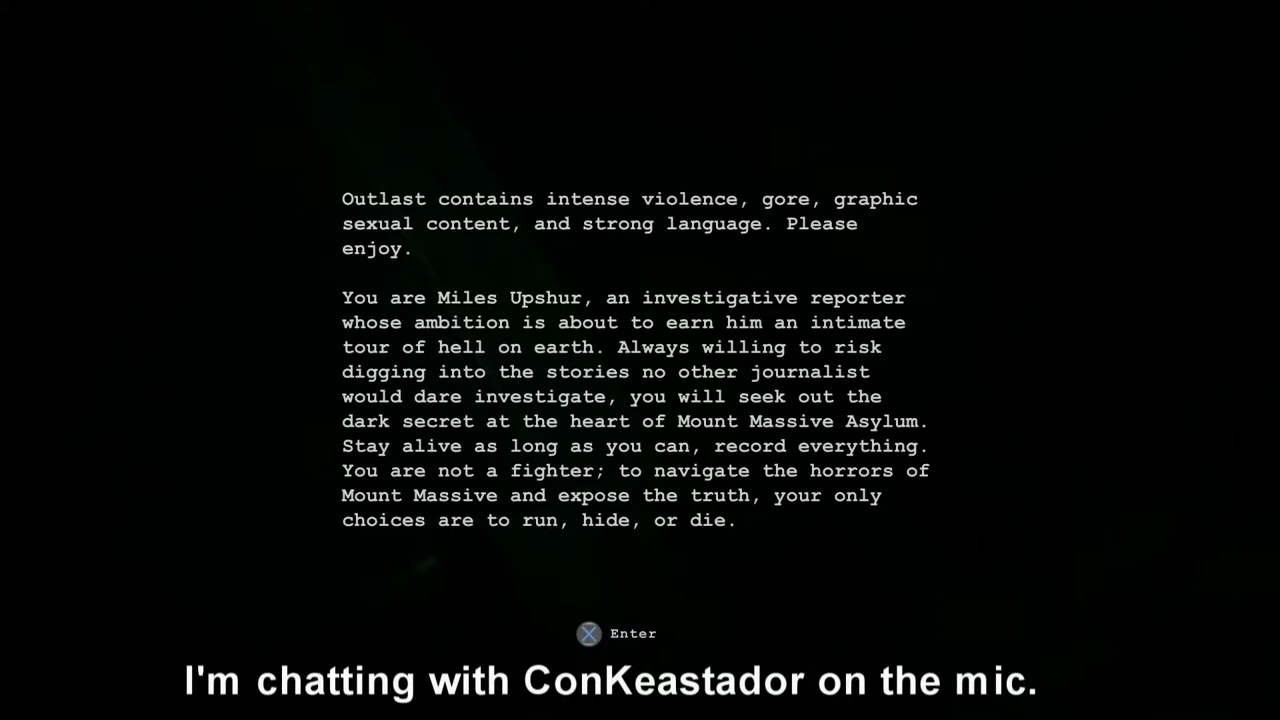 Outlast contains intense violence, gore, graphic
sexual content, and strong language. Please
enjoy.
You are Miles Upshur, an investigative reporter
whose ambition is about to earn him an intimate
tour of hell on earth. Always willing to risk
digging into the stories no other journalist
would dare investigate, you will seek out the
dark secret at the heart of Mount Massive Asylum.
Stay alive as long as you can, record everything.
You are not a fighter; to navigate the horrors of
Mount Massive and expose the truth, your only
choices are to run, hide, or die.
Enter
I'm chatting with ConKeastador on the mic.